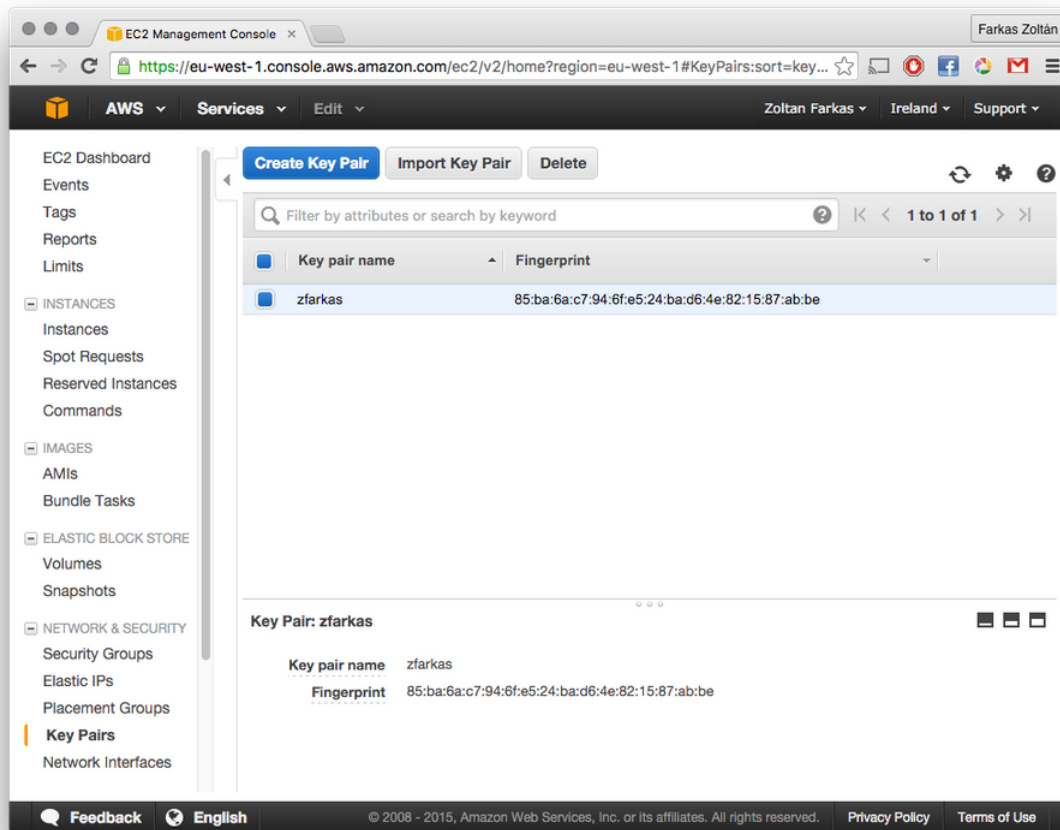 EC2 Management Console
Farkas Zoltán
https://eu-west-1.console.aws.amazon.com/ec2/v2/home?region=eu-west-1#KeyPairs:sort=key...
AWS Services Edit Zoltan Farkas Ireland Support
EC2 Dashboard
Events
Tags
Reports
Limits
INSTANCES
Instances
Spot Requests
Reserved Instances
Commands
IMAGES
AMIs
Bundle Tasks
ELASTIC BLOCK STORE
Volumes
Snapshots
NETWORK & SECURITY
Security Groups
Elastic IPs
Placement Groups
Key Pairs
Network Interfaces
Create Key Pair Import Key Pair Delete
Filter by attributes or search by keyword 1 to 1 of 1
Key pair name Fingerprint
zfarkas 85:ba:6a:c7:94:6f:e5:24:ba:d6:4e:82:15:87:ab:be
Key Pair: zfarkas
Key pair name zfarkas
Fingerprint 85:ba:6a:c7:94:6f:e5:24:ba:d6:4e:82:15:87:ab:be
Feedback English © 2008 - 2015, Amazon Web Services, Inc. or its affiliates. All rights reserved. Privacy Policy Terms of Use